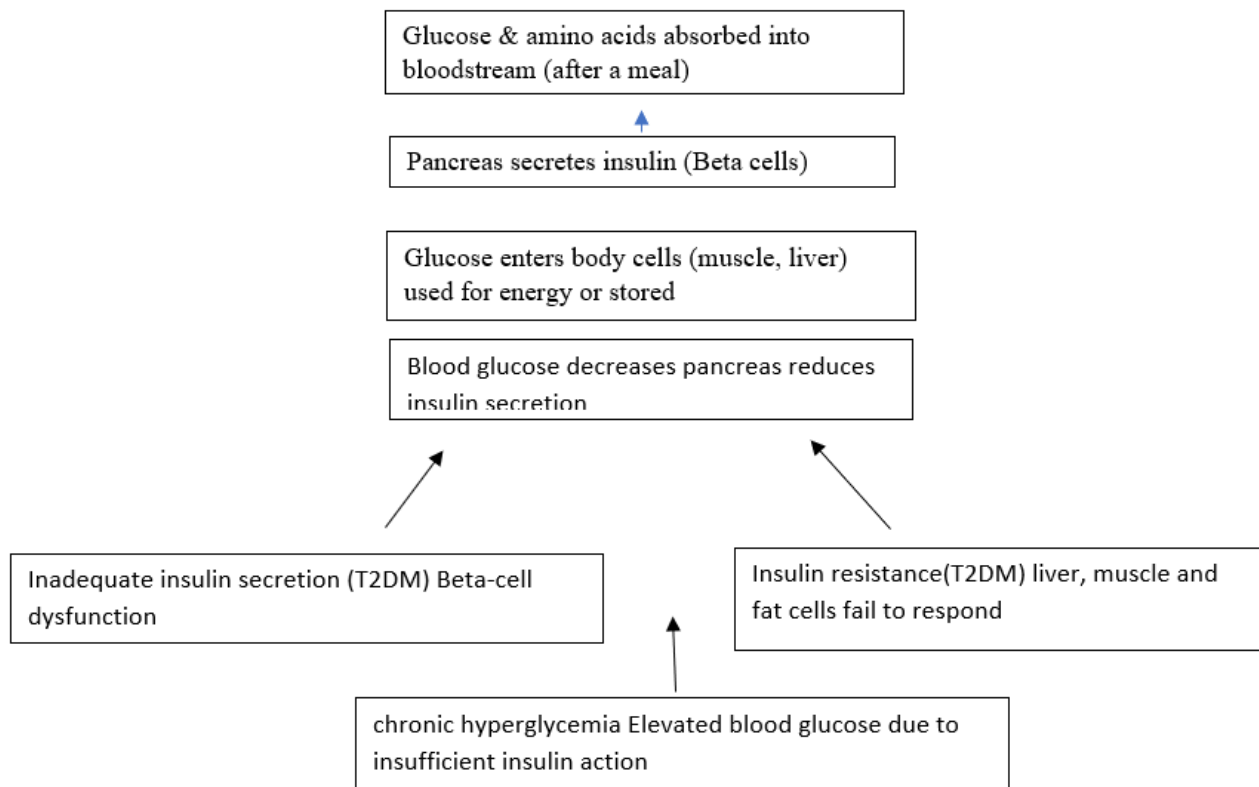 Glucose & amino acids absorbed into
bloodstream (after a meal)
Pancreas secretes insulin (Beta cells)
Glucose enters body cells (muscle, liver)
used for energy or stored
Blood glucose decreases pancreas reduces
insulin secretion
Inadequate insulin secretion (T2DM) Beta-cell
dysfunction
Insulin resistance(T2DM) liver, muscle and
fat cells fail to respond
chronic hyperglycemia Elevated blood glucose due to
insufficient insulin action